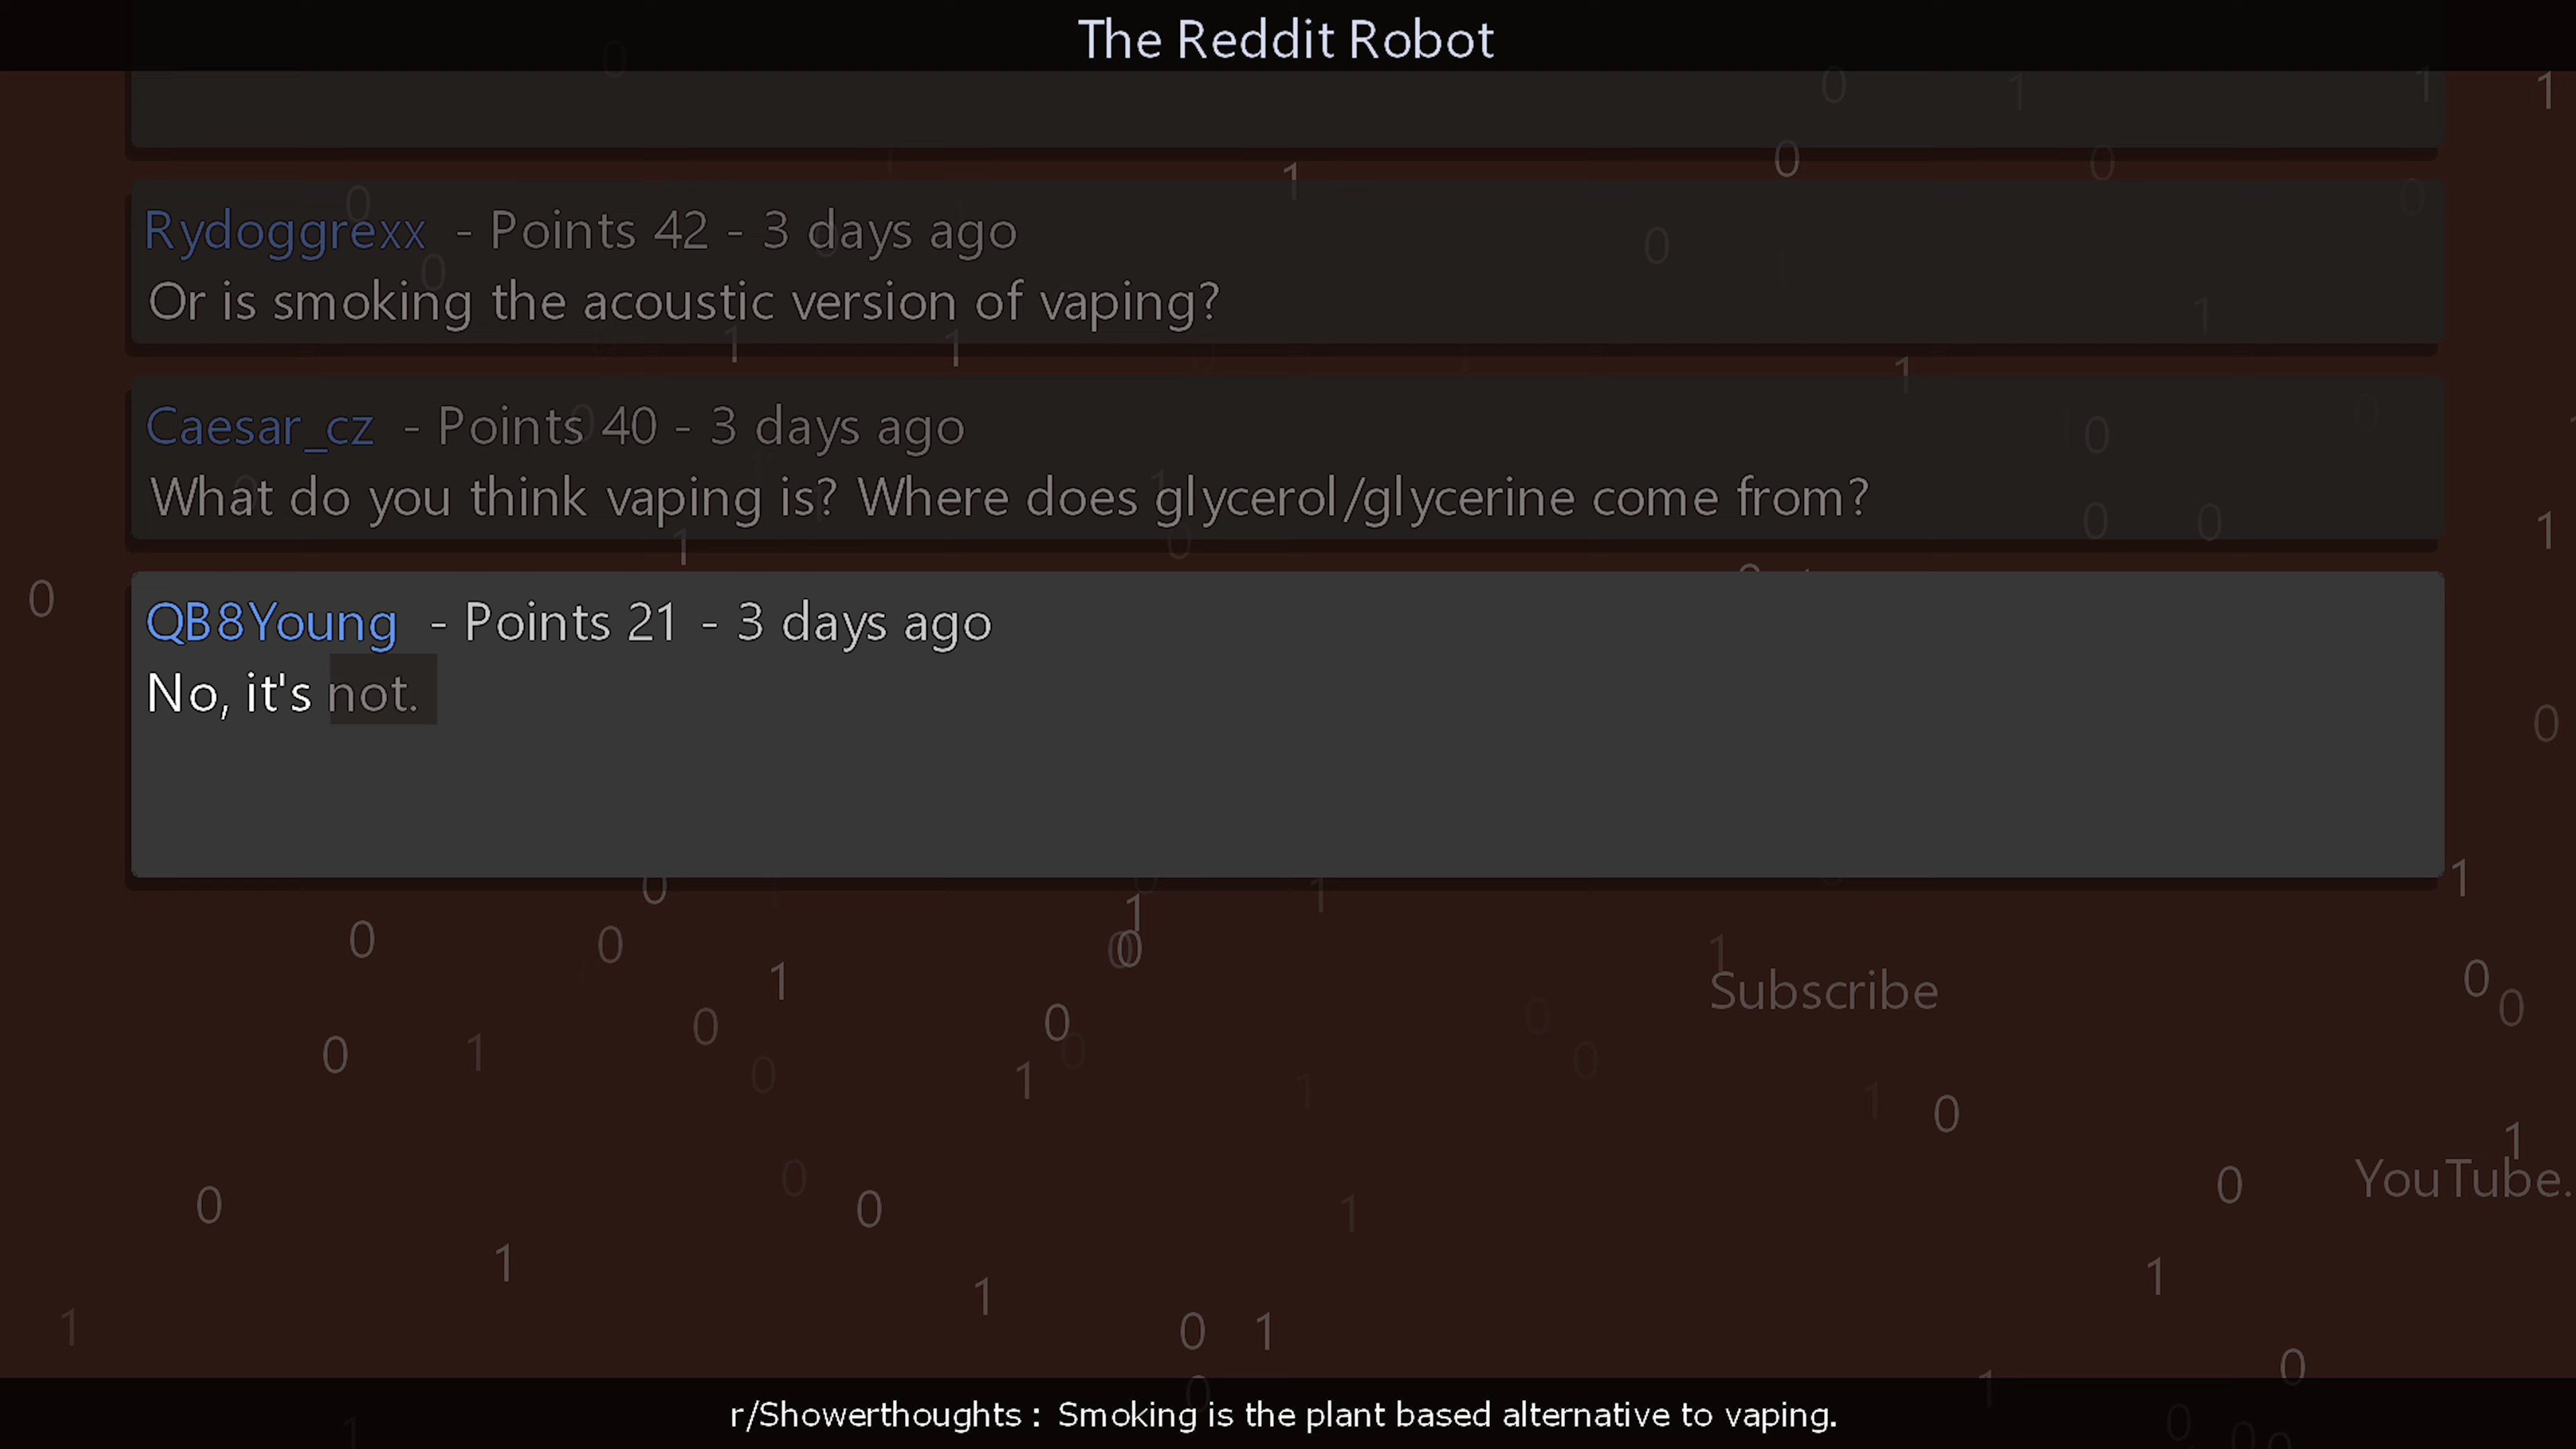 The Reddit Robot
Rydoggrexx - Points 42 - 3 days ago
Or is smoking the acoustic version of vaping?
Caesar_cz - Points 40 - 3 days ago
What do you think vaping is? Where does glycerol/glycerine come from?
QB8Young - Points 21 - 3 days ago
No, it's not.
Subscribe
YouTube.
r/Showerthoughts : Smoking is the plant based alternative to vaping.